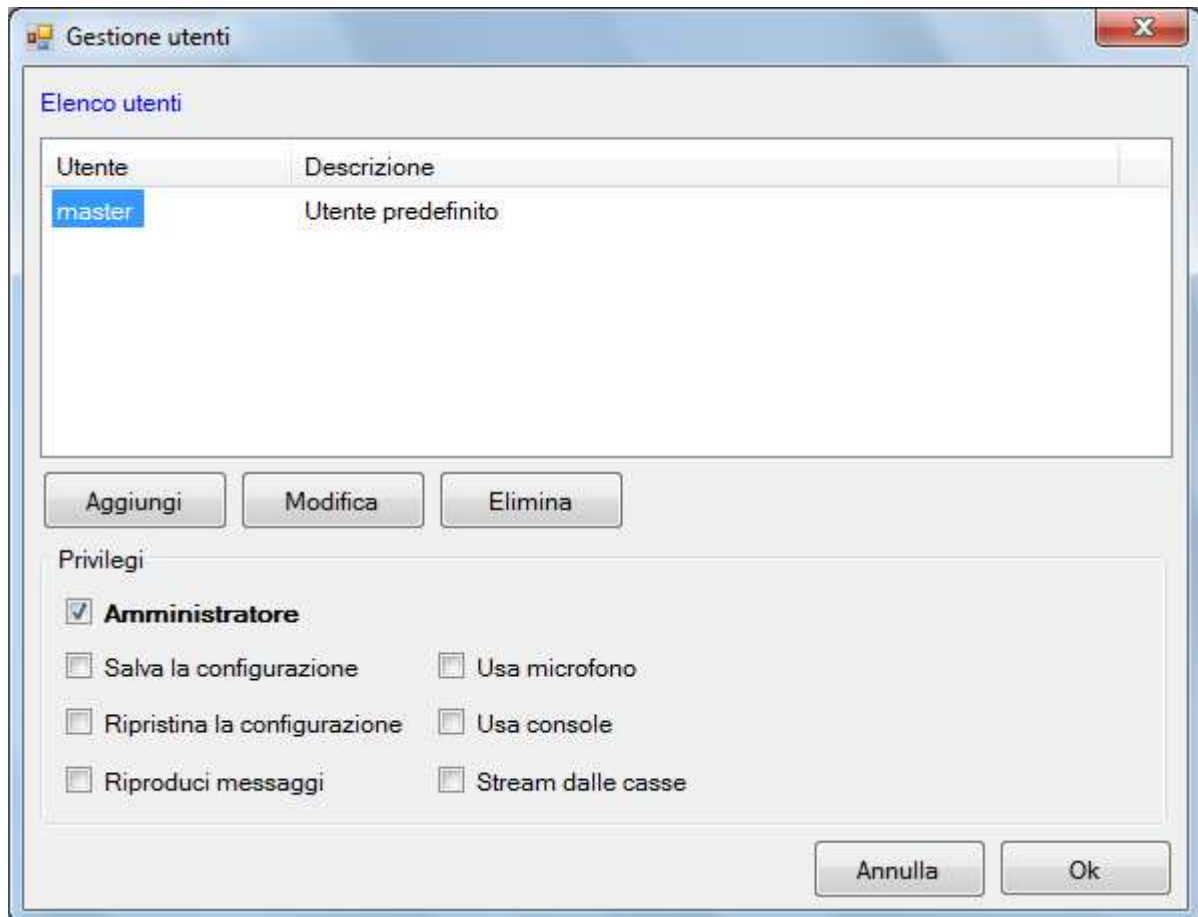 Gestione utenti
Elenco utenti
Utente Descrizione
master Utente predefinito
Aggiungi Modifica Elimina
Privilegi
Amministratore
Salva la configurazione Usa microfono
Ripristina la configurazione Usa console
Riproduci messaggi Stream dalle casse
Annulla Ok